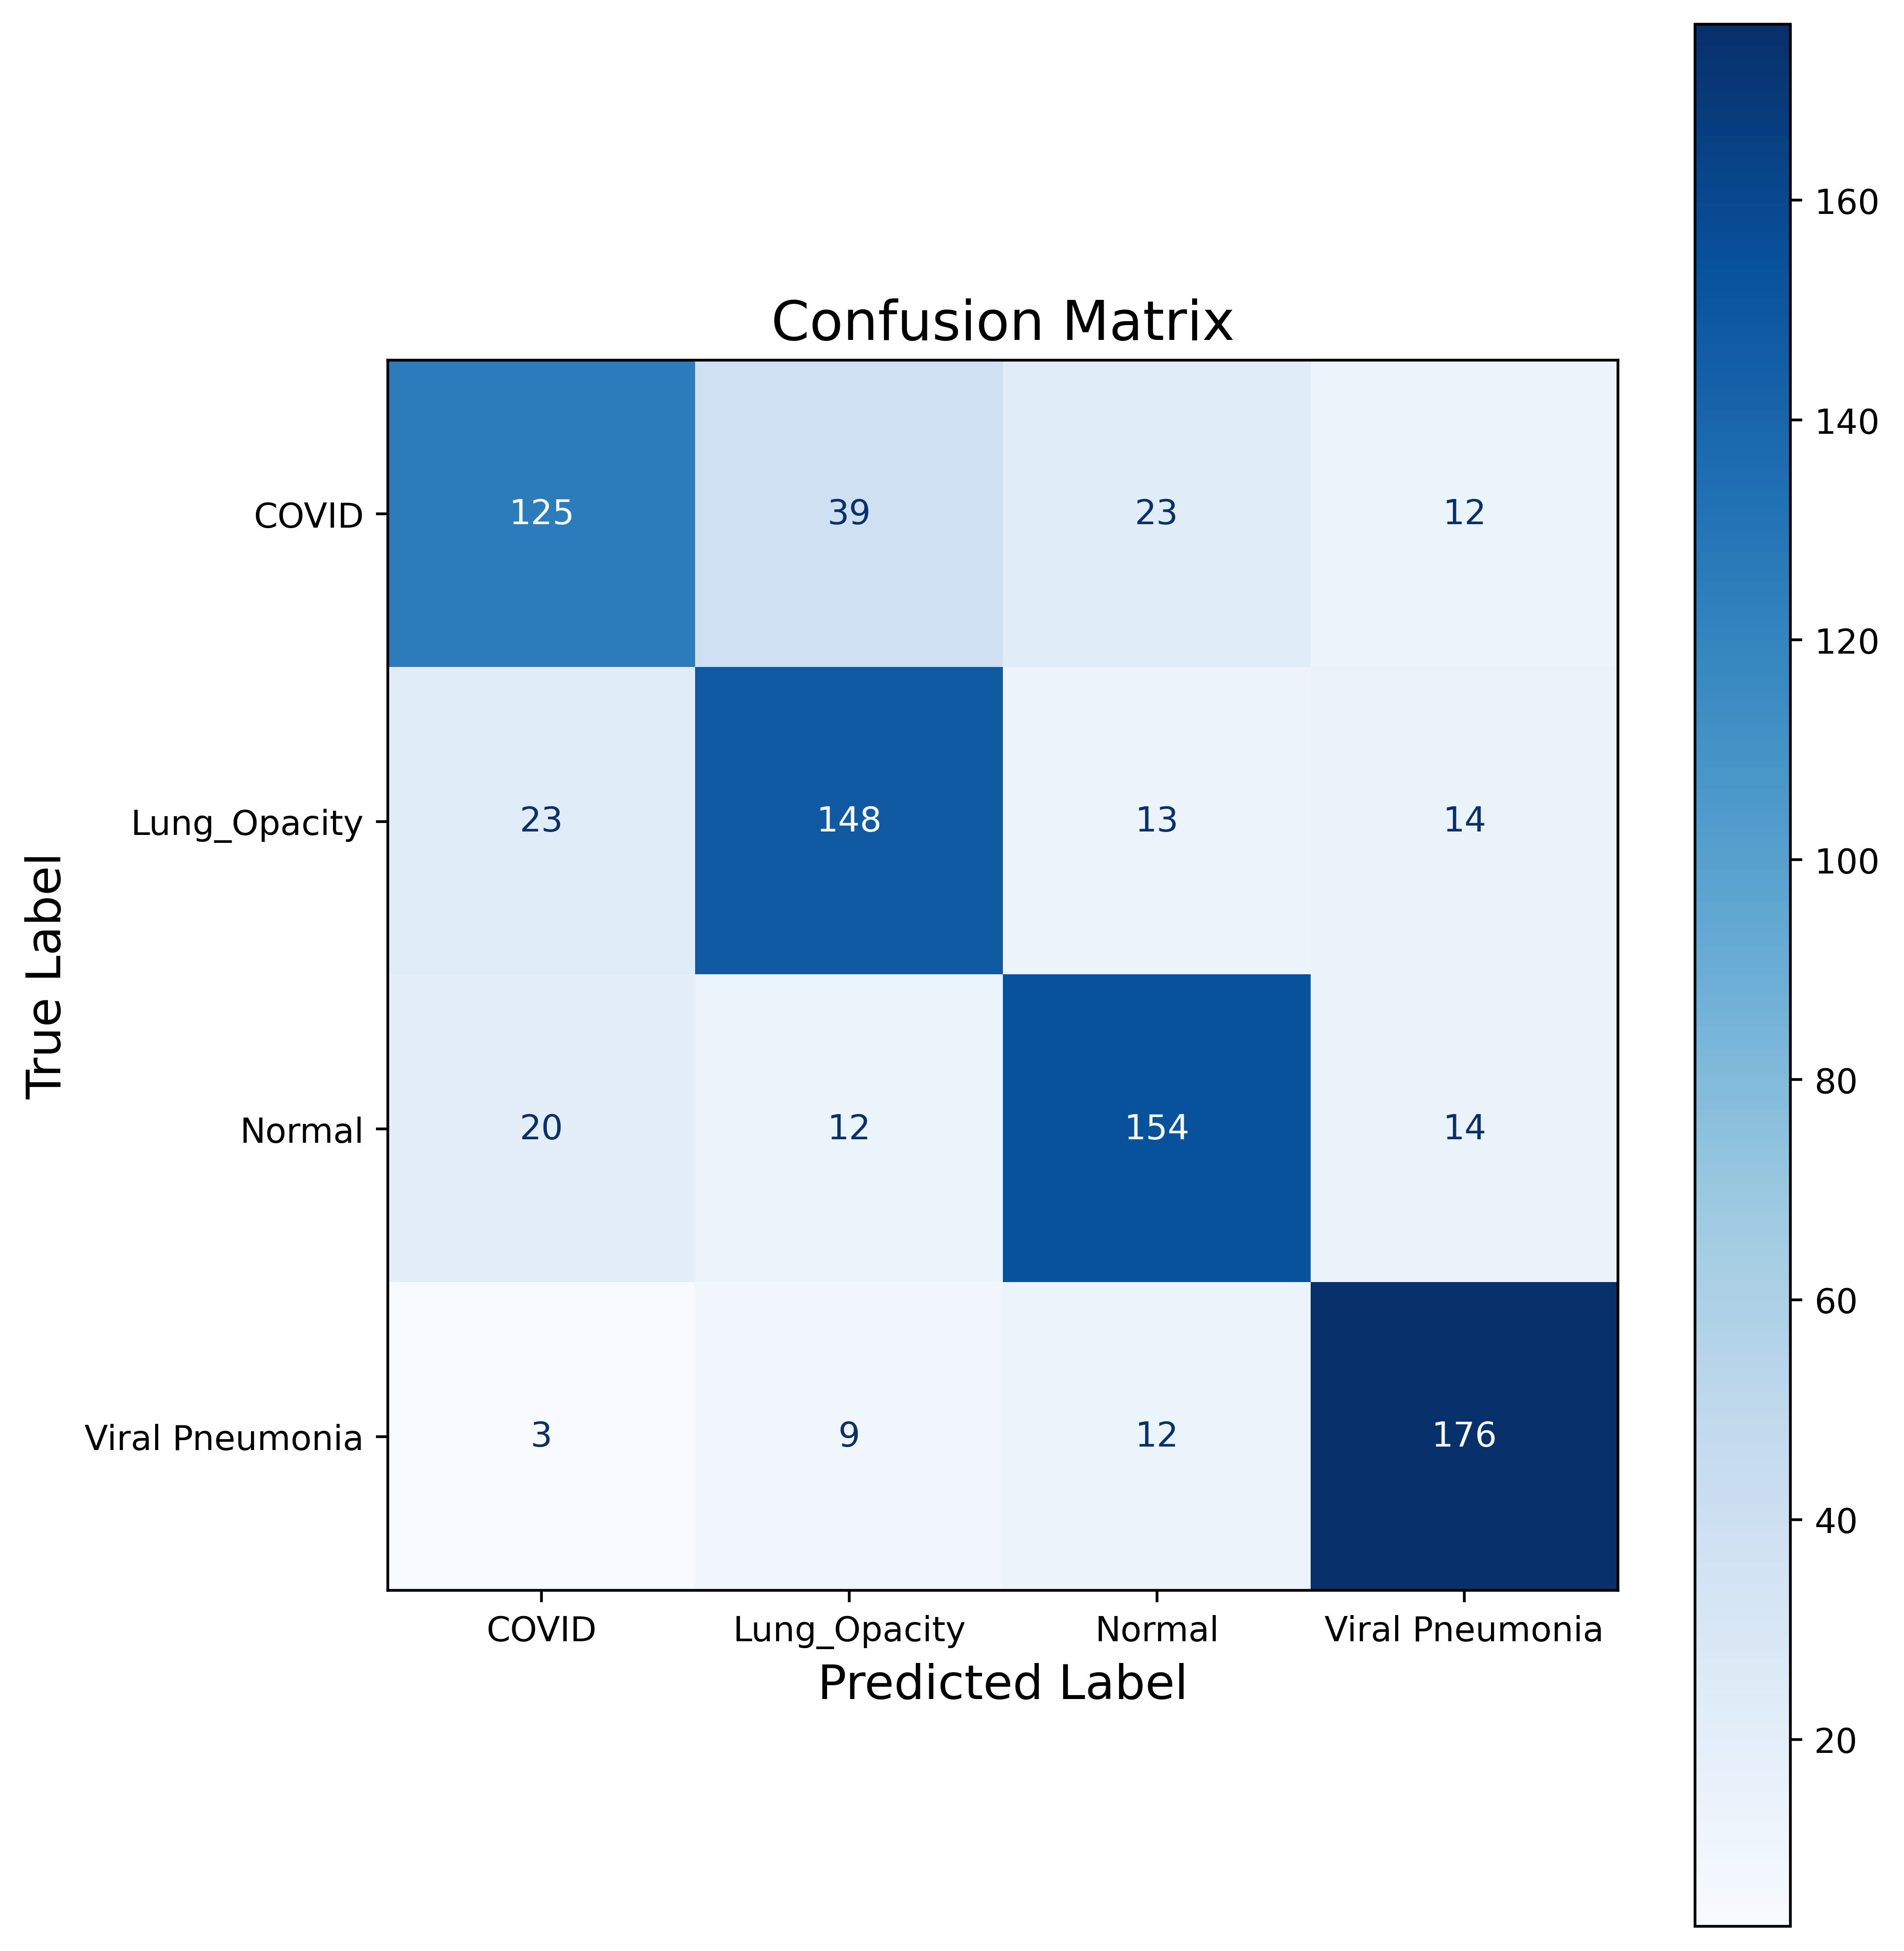 Confusion Matrix
True Label
COVID 125 39 23 12
Lung_Opacity 23 148 13 14
Normal 20 12 154 14
Viral Pneumonia 3 9 12 176
COVID Lung_Opacity Normal Viral Pneumonia
Predicted Label
160
140
120
100
80
60
40
20